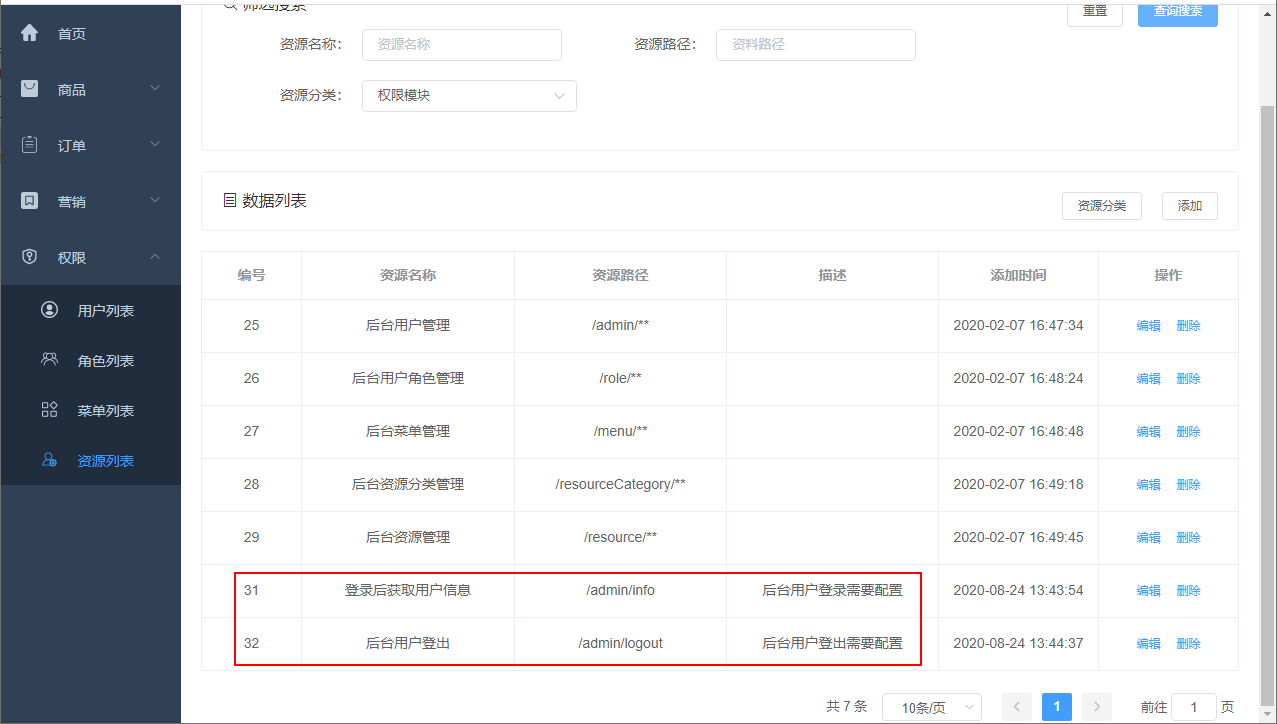 首页
商品
订单
营销
权限
用户列表
角色列表
菜单列表
资源列表
筛选搜索
重置
查询搜索
资源名称： 资源名称
资源路径： 资料路径
资源分类： 权限模块
数据列表
资源分类
添加
编号 资源名称 资源路径 描述 添加时间 操作
25 后台用户管理 /admin/** 2020-02-07 16:47:34 编辑 删除
26 后台用户角色管理 /role/** 2020-02-07 16:48:24 编辑 删除
27 后台菜单管理 /menu/** 2020-02-07 16:48:48 编辑 删除
28 后台资源分类管理 /resourceCategory/** 2020-02-07 16:49:18 编辑 删除
29 后台资源管理 /resource/** 2020-02-07 16:49:45 编辑 删除
31 登录后获取用户信息 /admin/info 后台用户登录需要配置 2020-08-24 13:43:54 编辑 删除
32 后台用户登出 /admin/logout 后台用户登出需要配置 2020-08-24 13:44:37 编辑 删除
共 7 条 10条/页 1 前往 1 页